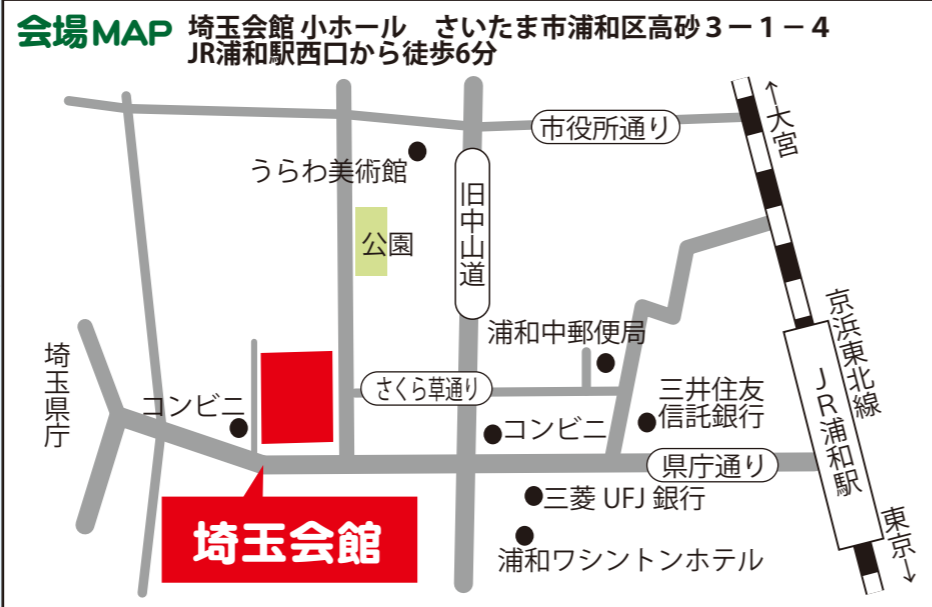 会場MAP 埼玉会館 小ホール　さいたま市浦和区高砂３－１－４
JR浦和駅西口から徒歩6分
←大宮
市役所通り
うらわ美術館
旧中山道
公園
浦和中郵便局
京浜東北線
埼玉県庁
コンビニ
さくら草通り
三井住友
信託銀行
JR浦和駅
コンビニ
県庁通り
三菱 UFJ 銀行
東京→
埼玉会館
浦和ワシントンホテル